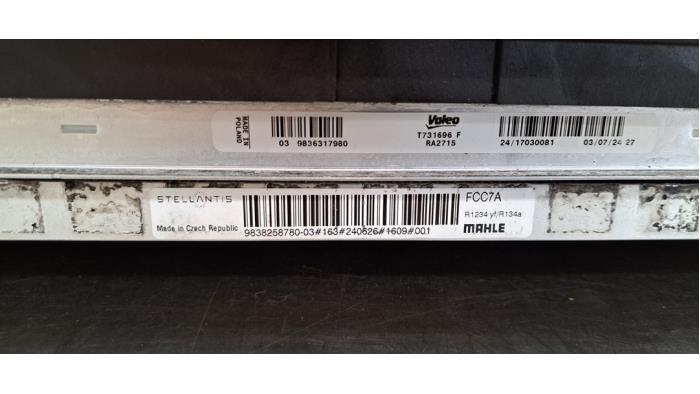 MADE IN
POLAND
03 9836317980
Valeo
T731696 F
RA2715
24/17030081
03/07/24 27
STELLANTIS
Made in Czech Republic
9838258780-03#163#240626#1609#001
FCC7A
R1234 yf/R134a
MAHLE